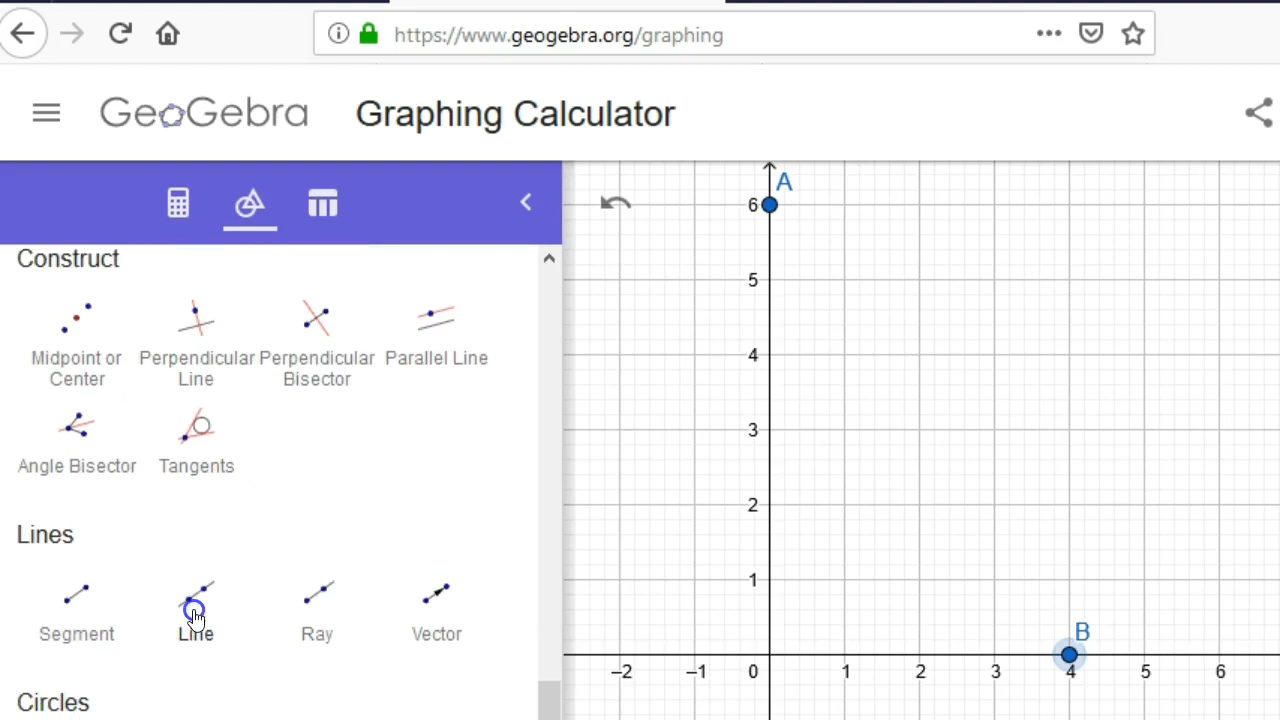 https://www.geogebra.org/graphing
GeoGebra
Graphing Calculator
Construct
Midpoint or Center
Perpendicular Line
Perpendicular Bisector
Parallel Line
Angle Bisector
Tangents
Lines
Segment
Line
Ray
Vector
Circles
A
6
5
4
3
2
1
B
–2 –1 0 1 2 3 4 5 6